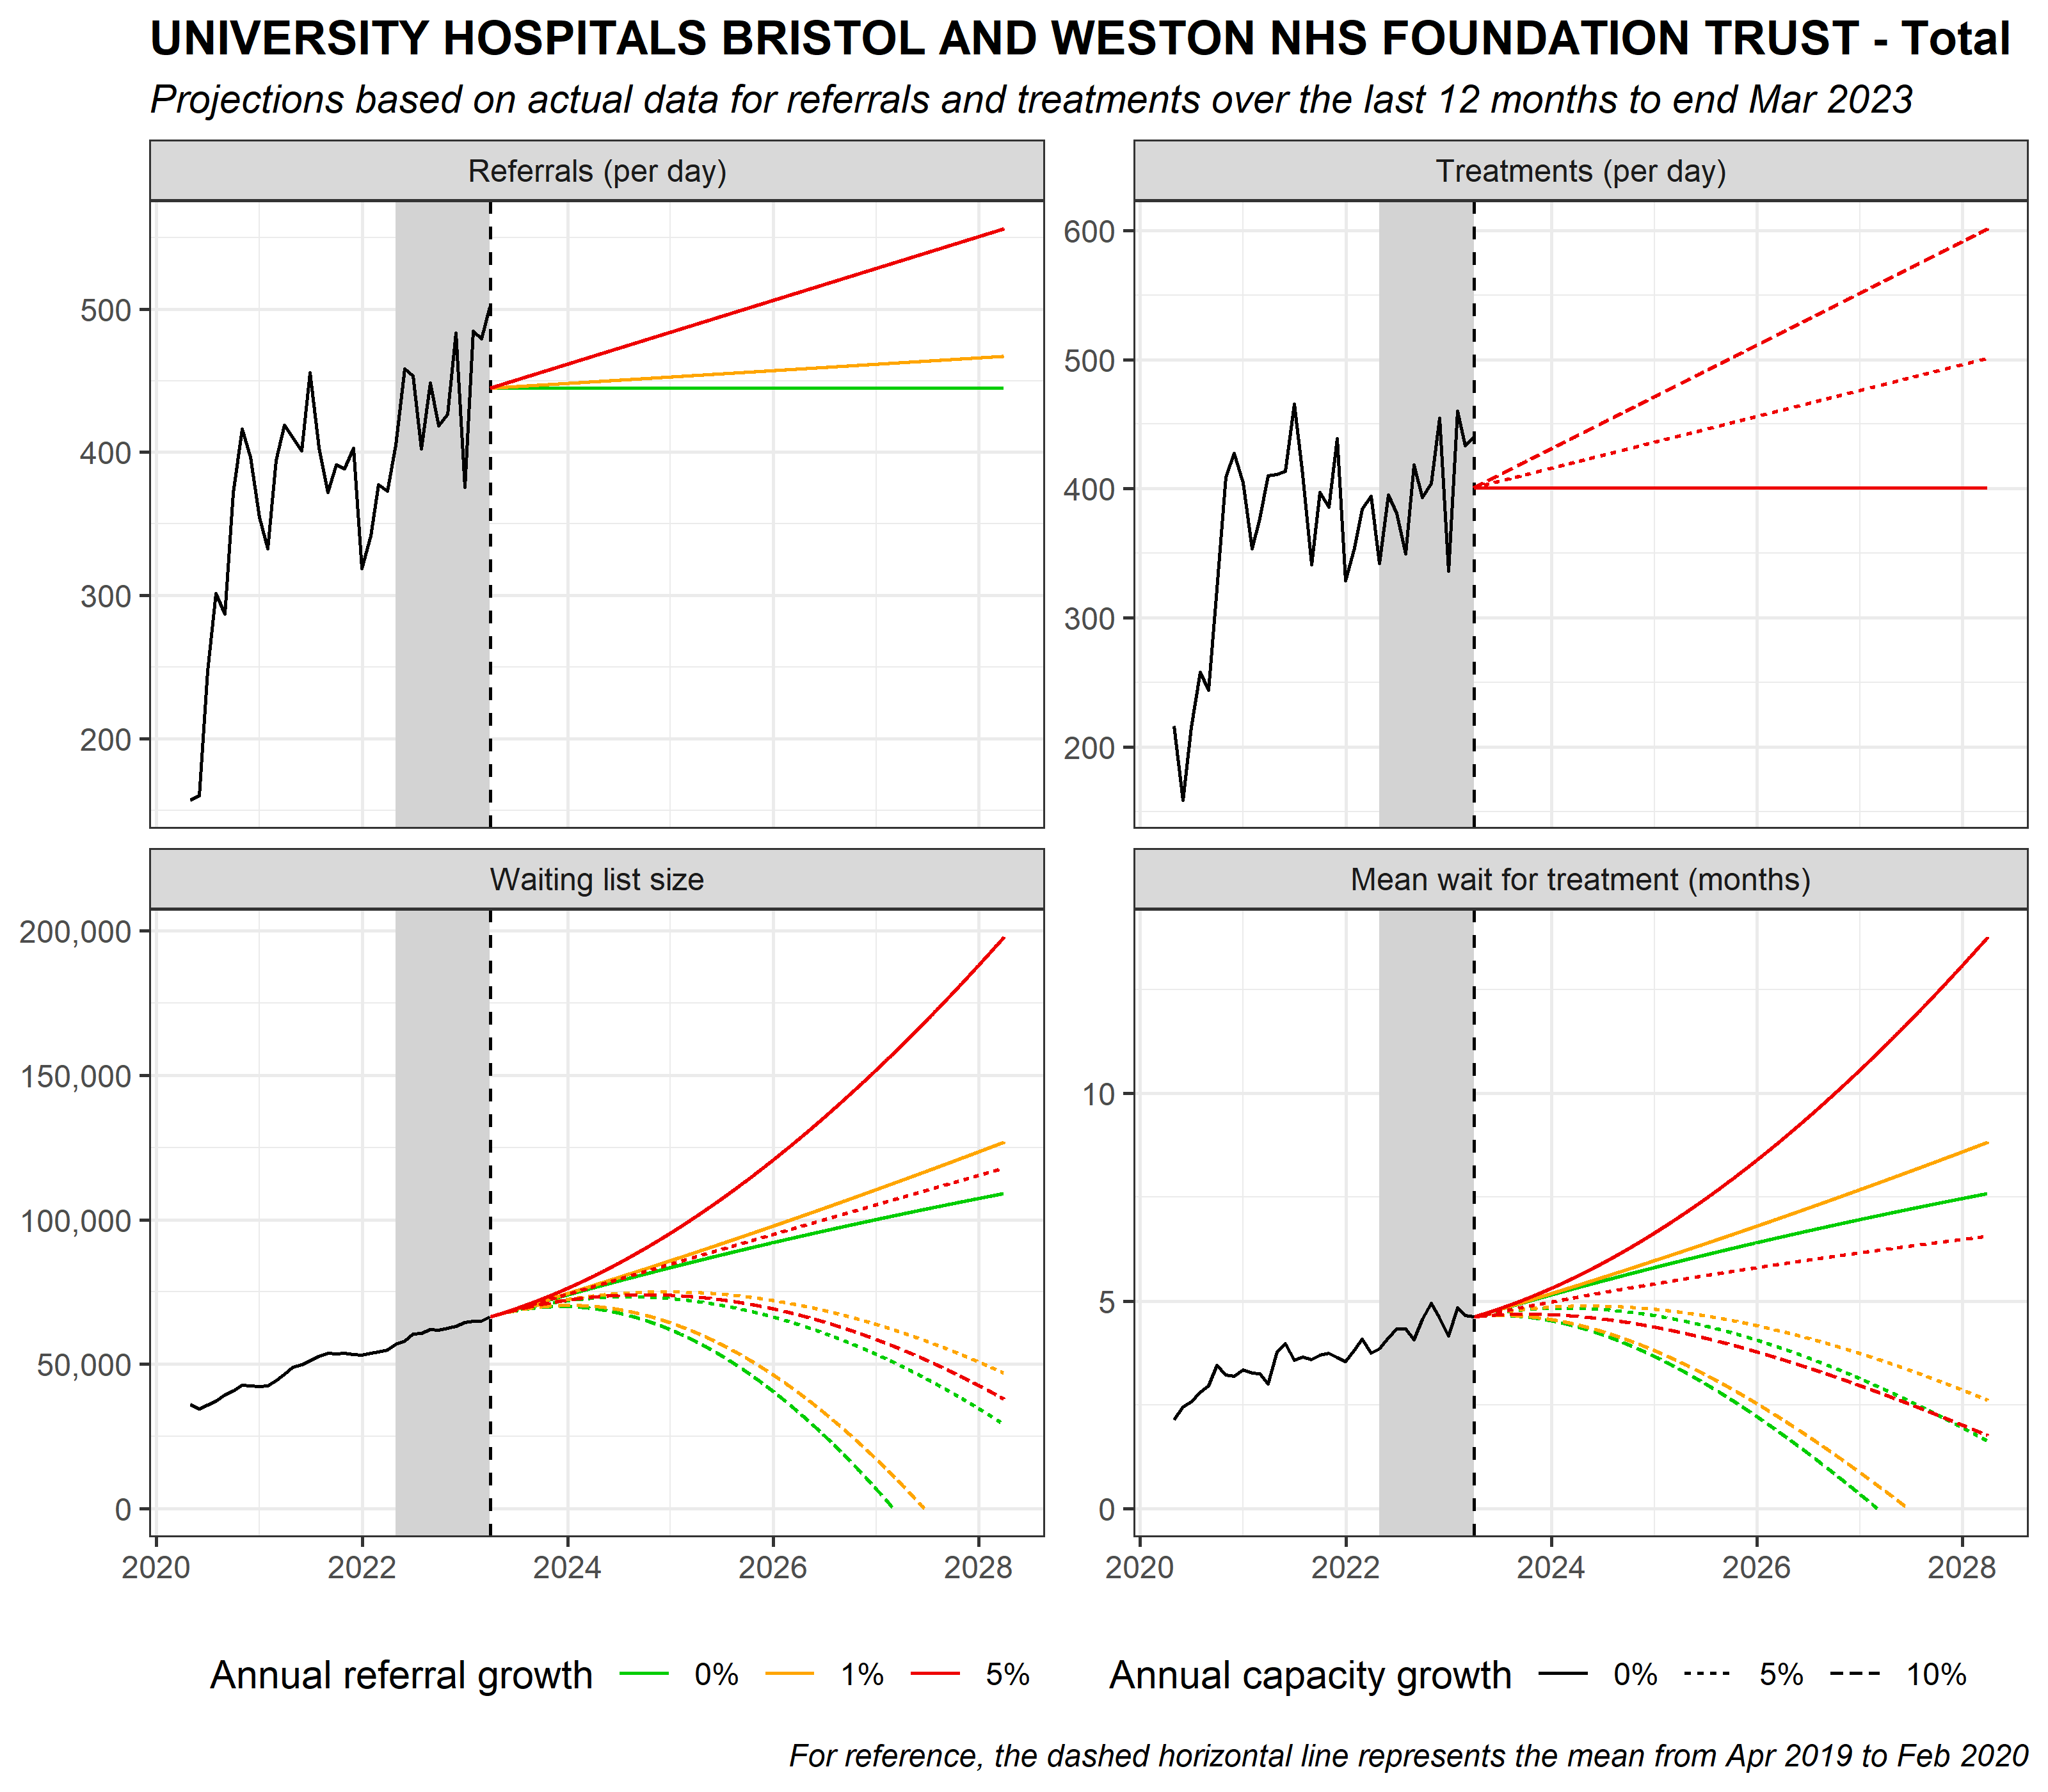 UNIVERSITY HOSPITALS BRISTOL AND WESTON NHS FOUNDATION TRUST - Total
Projections based on actual data for referrals and treatments over the last 12 months to end Mar 2023
Referrals (per day)
500
400
300
200
Treatments (per day)
600
500
400
300
200
Waiting list size
200,000
150,000
100,000
50,000
0
2020 2022 2024 2026 2028
Mean wait for treatment (months)
10
5
0
2020 2022 2024 2026 2028
Annual referral growth 0% 1% 5%
Annual capacity growth 0% 5% 10%
For reference, the dashed horizontal line represents the mean from Apr 2019 to Feb 2020